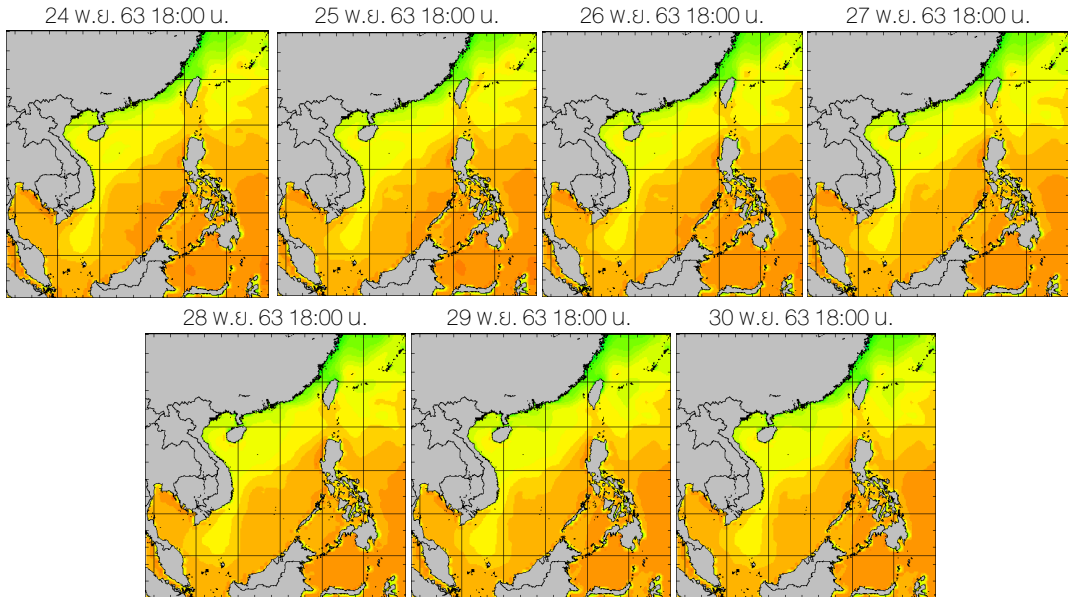 24 พ.ย. 63 18:00 น.
25 พ.ย. 63 18:00 น.
26 พ.ย. 63 18:00 น.
27 พ.ย. 63 18:00 น.
28 พ.ย. 63 18:00 น.
29 พ.ย. 63 18:00 น.
30 พ.ย. 63 18:00 น.